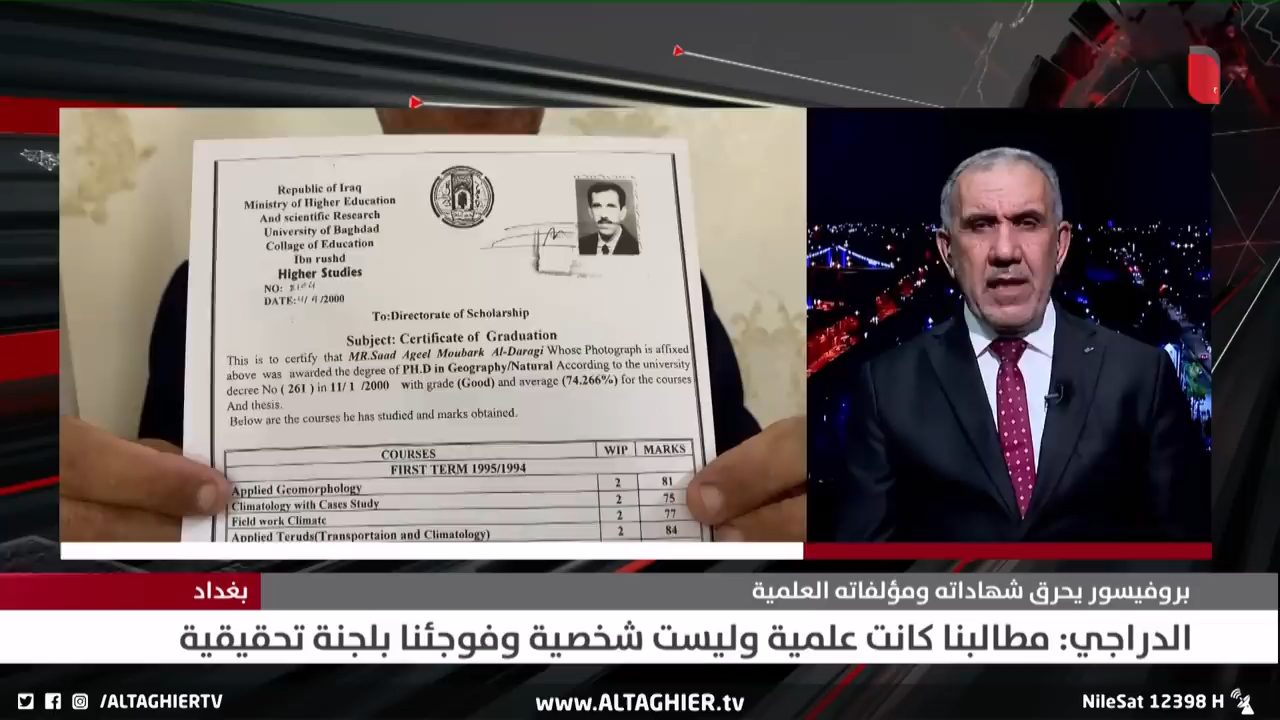 Republic of Iraq
Ministry of Higher Education
And scientific Research
University of Baghdad
Collage of Education
Ibn rushd
Higher Studies
NO:
DATE: /2000
To:Directorate of Scholarship
Subject: Certificate of Graduation
This is to certify that MR.Saad Ageel Moubark Al-Daragi Whose Photograph is affixed
above was awarded the degree of PH.D in Geography/Natural According to the university
decree No ( 261 ) in 11/ 1 /2000 with grade (Good) and average (74.266%) for the courses
And thesis.
Below are the courses he has studied and marks obtained.
COURSES WIP MARKS
FIRST TERM 1995/1994
Applied Geomorphology 2 81
Climatology with Cases Study 2 75
Field work Climate 2 77
Applied Teruds(Transportaion and Climatology) 2 84
بروفيسور يحرق شهاداته ومؤلفاته العلمية
بغداد
الدراجي: مطالبنا كانت علمية وليست شخصية وفوجئنا بلجنة تحقيقية
/ALTAGHIERTV
www.ALTAGHIER.tv
NileSat 12398 H